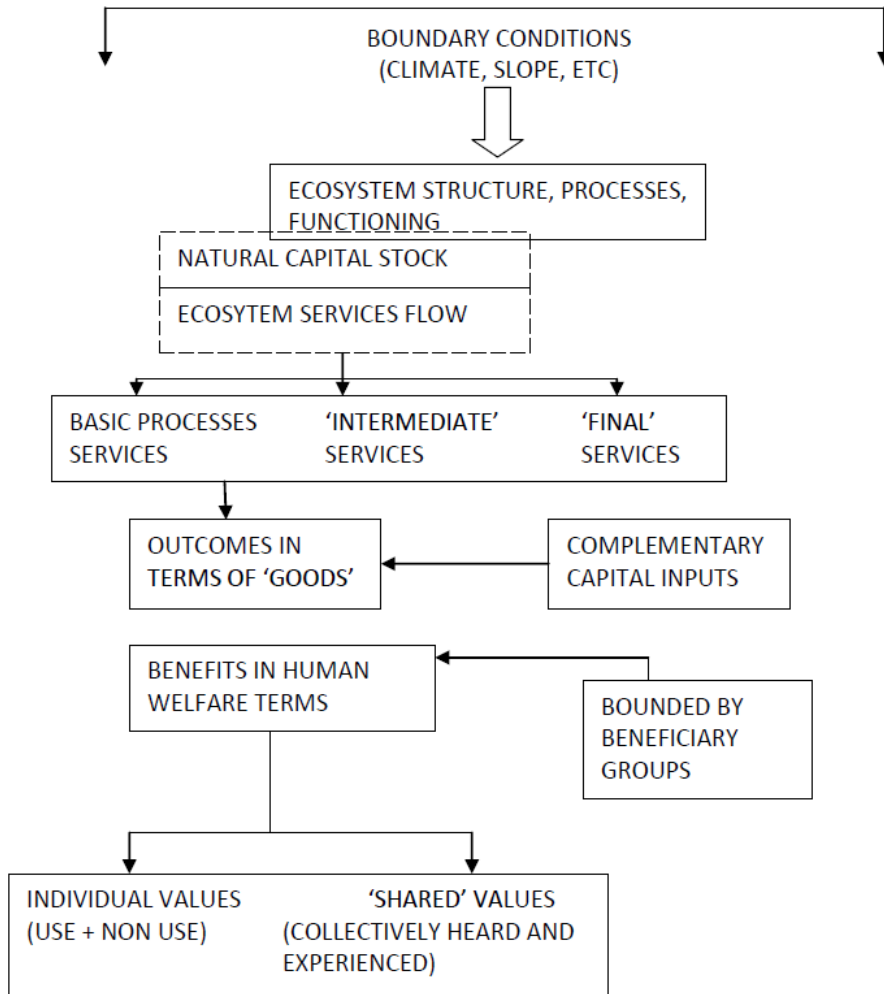 BOUNDARY CONDITIONS
(CLIMATE, SLOPE, ETC)
ECOSYSTEM STRUCTURE, PROCESSES,
FUNCTIONING
NATURAL CAPITAL STOCK
ECOSYTEM SERVICES FLOW
BASIC PROCESSES
SERVICES
‘INTERMEDIATE’
SERVICES
‘FINAL’
SERVICES
OUTCOMES IN
TERMS OF ‘GOODS’
COMPLEMENTARY
CAPITAL INPUTS
BENEFITS IN HUMAN
WELFARE TERMS
BOUNDED BY
BENEFICIARY
GROUPS
INDIVIDUAL VALUES
(USE + NON USE)
‘SHARED’ VALUES
(COLLECTIVELY HEARD AND
EXPERIENCED)